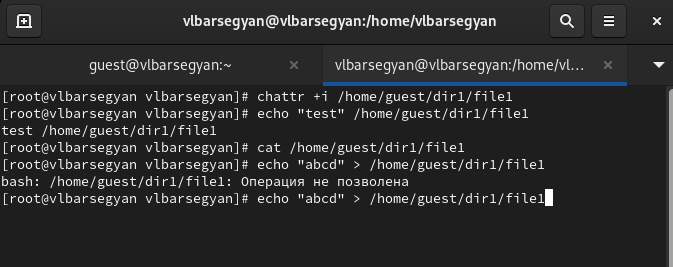 vlbarsegyan@vlbarsegyan:/home/vlbarsegyan
guest@vlbarsegyan:~
vlbarsegyan@vlbarsegyan:/home/vl...
[root@vlbarsegyan vlbarsegyan]# chattr +i /home/guest/dir1/file1
[root@vlbarsegyan vlbarsegyan]# echo "test" /home/guest/dir1/file1
test /home/guest/dir1/file1
[root@vlbarsegyan vlbarsegyan]# cat /home/guest/dir1/file1
[root@vlbarsegyan vlbarsegyan]# echo "abcd" > /home/guest/dir1/file1
bash: /home/guest/dir1/file1: Операция не позволена
[root@vlbarsegyan vlbarsegyan]# echo "abcd" > /home/guest/dir1/file1